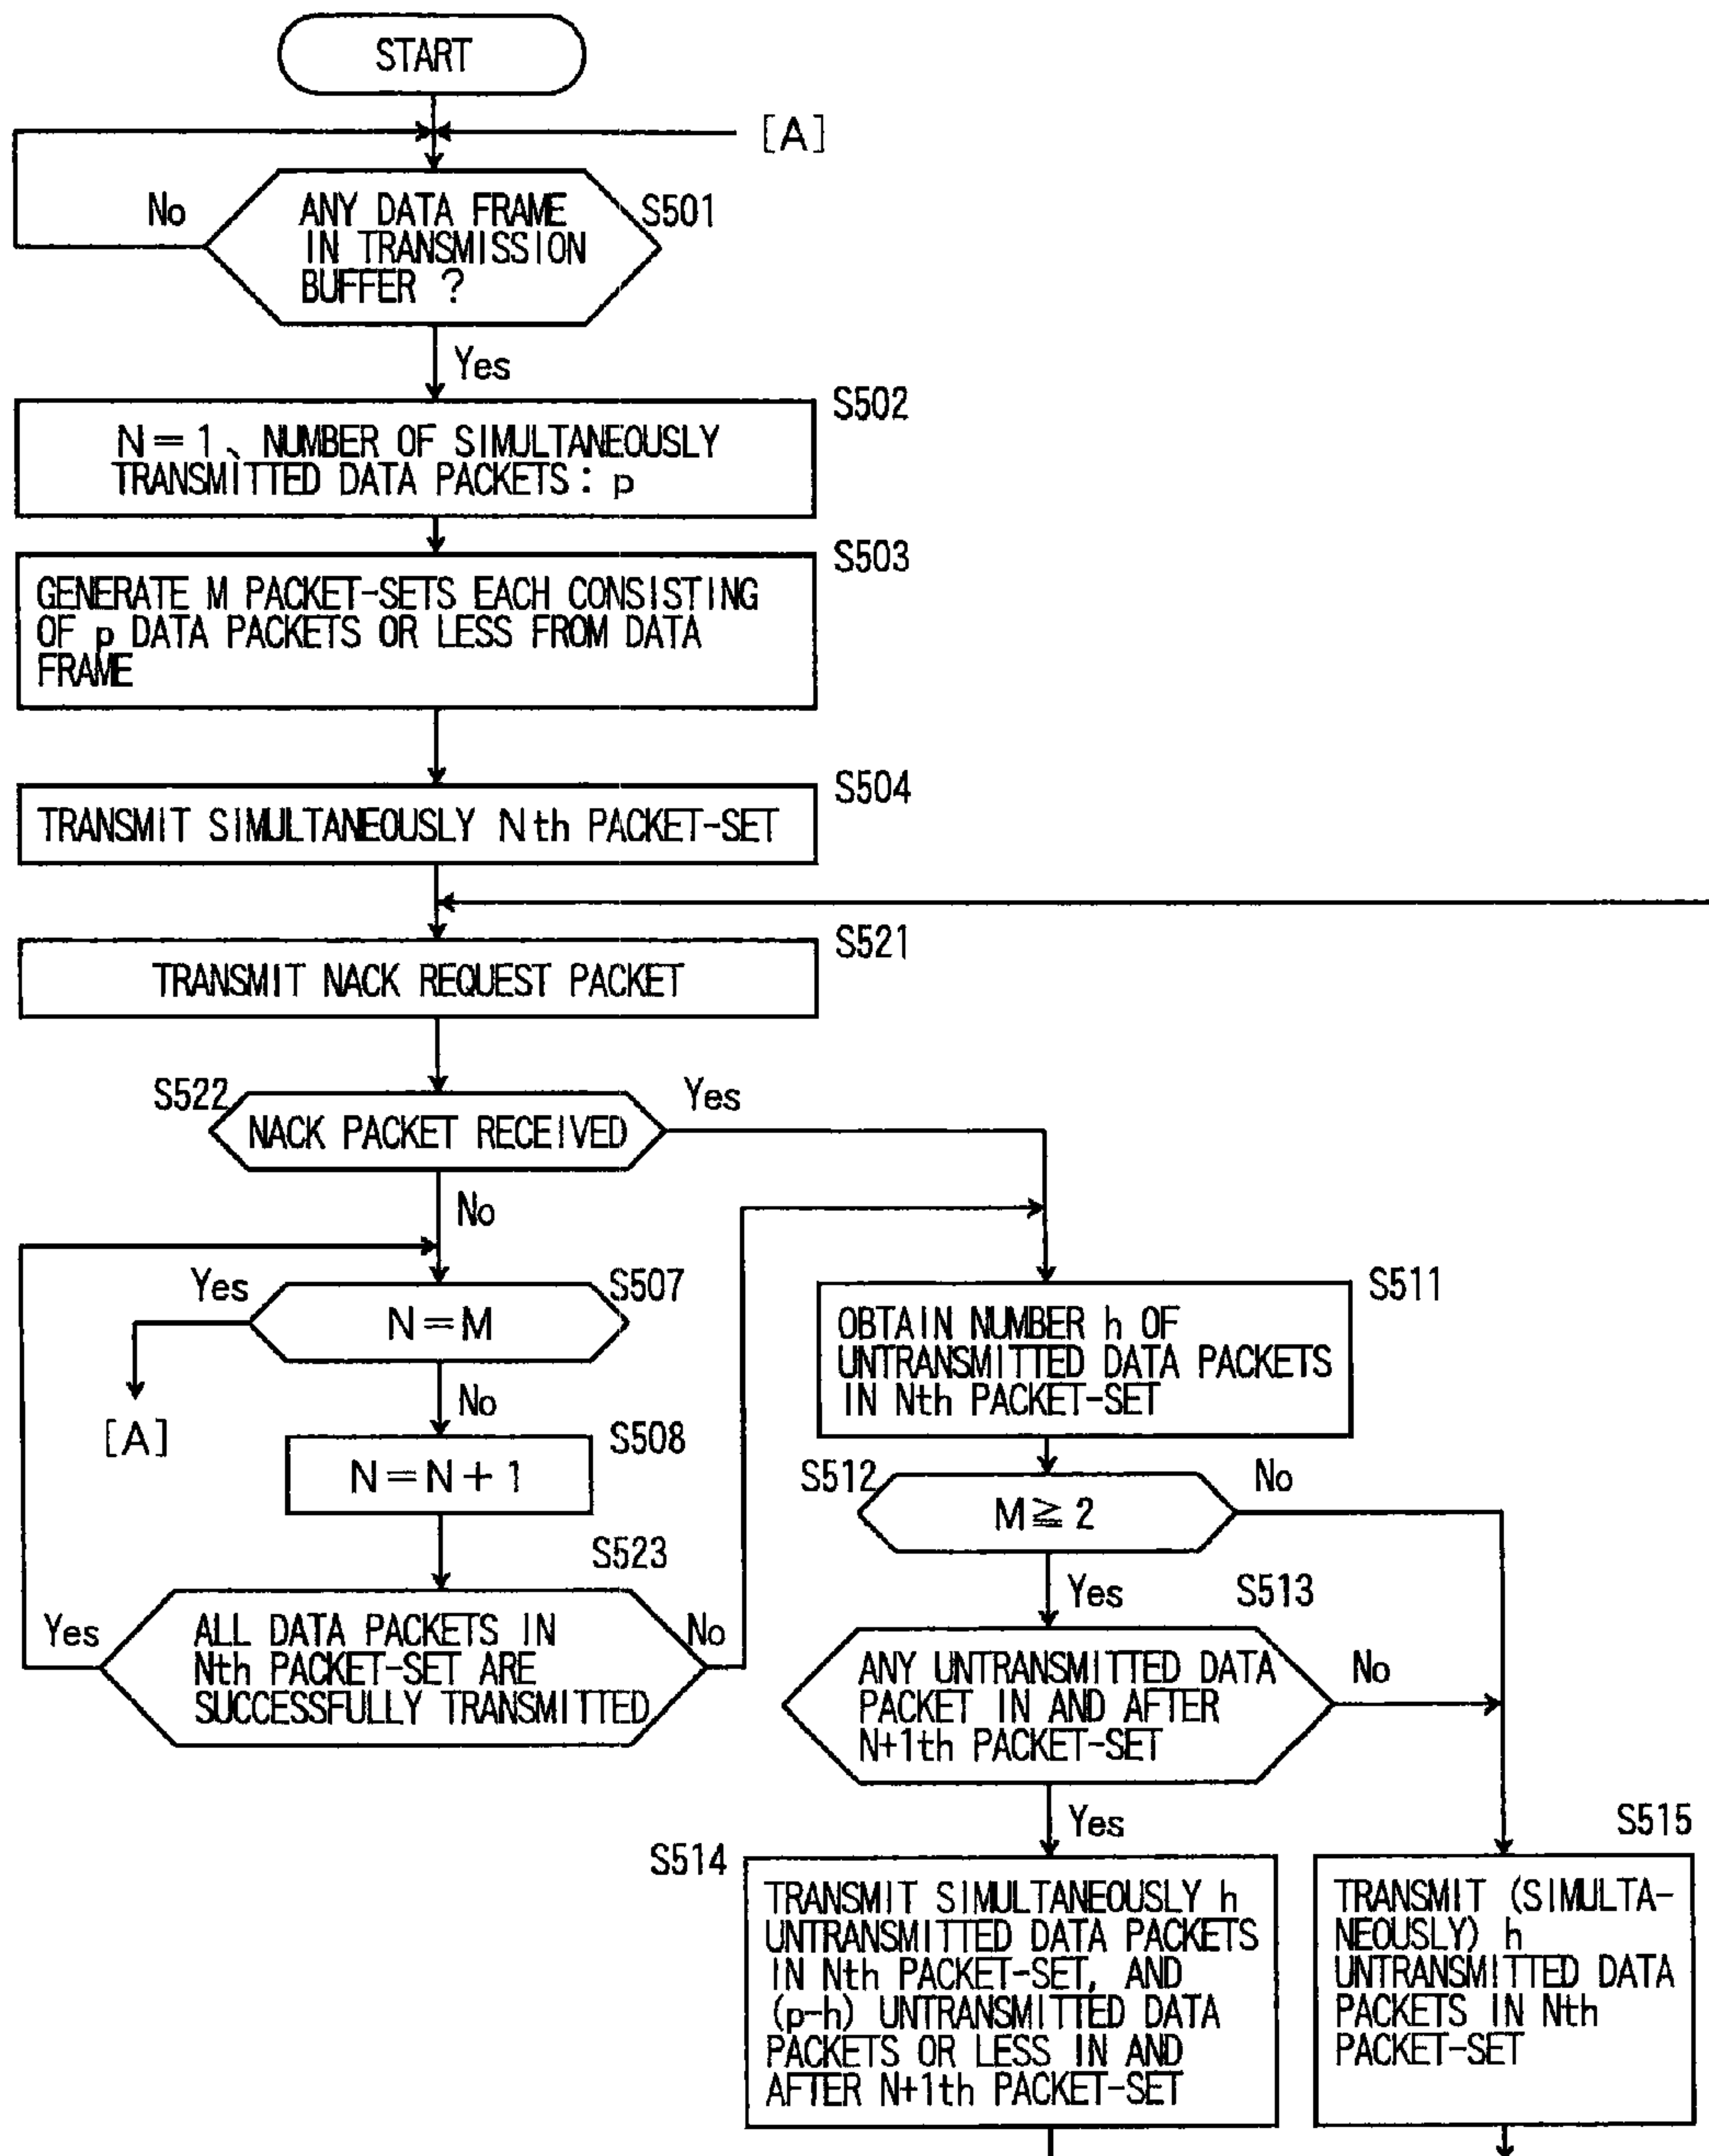 START
[A]
No
ANY DATA FRAME
IN TRANSMISSION
BUFFER ?
S501
Yes
S502
N=1、NUMBER OF SIMULTANEOUSLY
TRANSMITTED DATA PACKETS: p
S503
GENERATE M PACKET-SETS EACH CONSISTING
OF p DATA PACKETS OR LESS FROM DATA
FRAME
S504
TRANSMIT SIMULTANEOUSLY Nth PACKET-SET
S521
TRANSMIT NACK REQUEST PACKET
S522
NACK PACKET RECEIVED
Yes
No
Yes
S507
N=M
[A]
No
S508
N=N+1
S523
Yes
ALL DATA PACKETS IN
Nth PACKET-SET ARE
SUCCESSFULLY TRANSMITTED
No
S511
OBTAIN NUMBER h OF
UNTRANSMITTED DATA PACKETS
IN Nth PACKET-SET
S512
M≧2
No
Yes
S513
ANY UNTRANSMITTED DATA
PACKET IN AND AFTER
N+1th PACKET-SET
No
Yes
S514
TRANSMIT SIMULTANEOUSLY h
UNTRANSMITTED DATA PACKETS
IN Nth PACKET-SET, AND
(p-h) UNTRANSMITTED DATA
PACKETS OR LESS IN AND
AFTER N+1th PACKET-SET
S515
TRANSMIT (SIMULTA-
NEOUSLY) h
UNTRANSMITTED DATA
PACKETS IN Nth
PACKET-SET